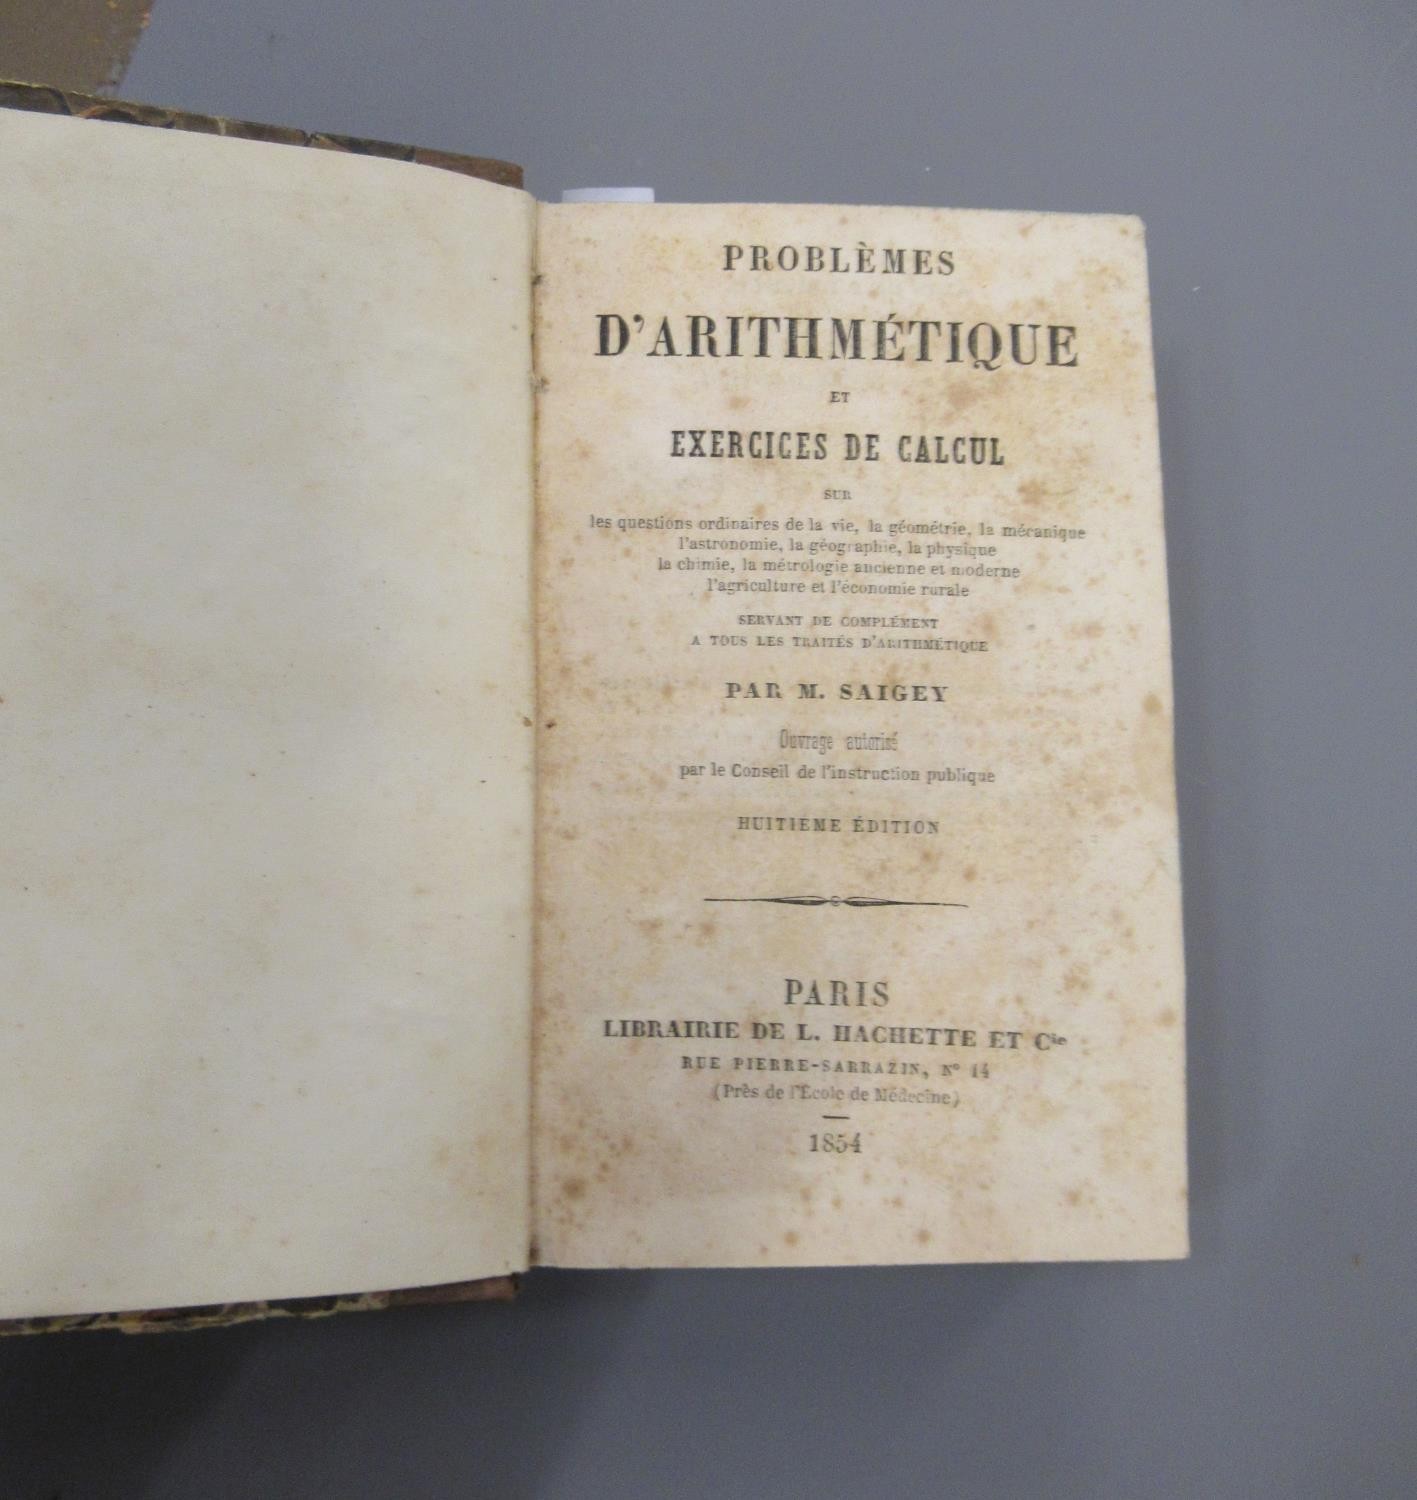 PROBLÈMES
D'ARITHMÉTIQUE
ET
EXERCICES DE CALCUL
SUR
les questions ordinaires de la vie, la géométrie, la mécanique
l'astronomie, la géographie, la physique
la chimie, la métrologie ancienne et moderne
l'agriculture et l'économie rurale
SERVANT DE COMPLÉMENT
A TOUS LES TRAITÉS D'ARITHMÉTIQUE
PAR M. SAIGEY
Ouvrage autorisé
par le Conseil de l'instruction publique
HUITIÈME ÉDITION
PARIS
LIBRAIRIE DE L. HACHETTE ET Cie
RUE PIERRE-SARRAZIN, N° 14
(Près de l'École de Médecine)
1854